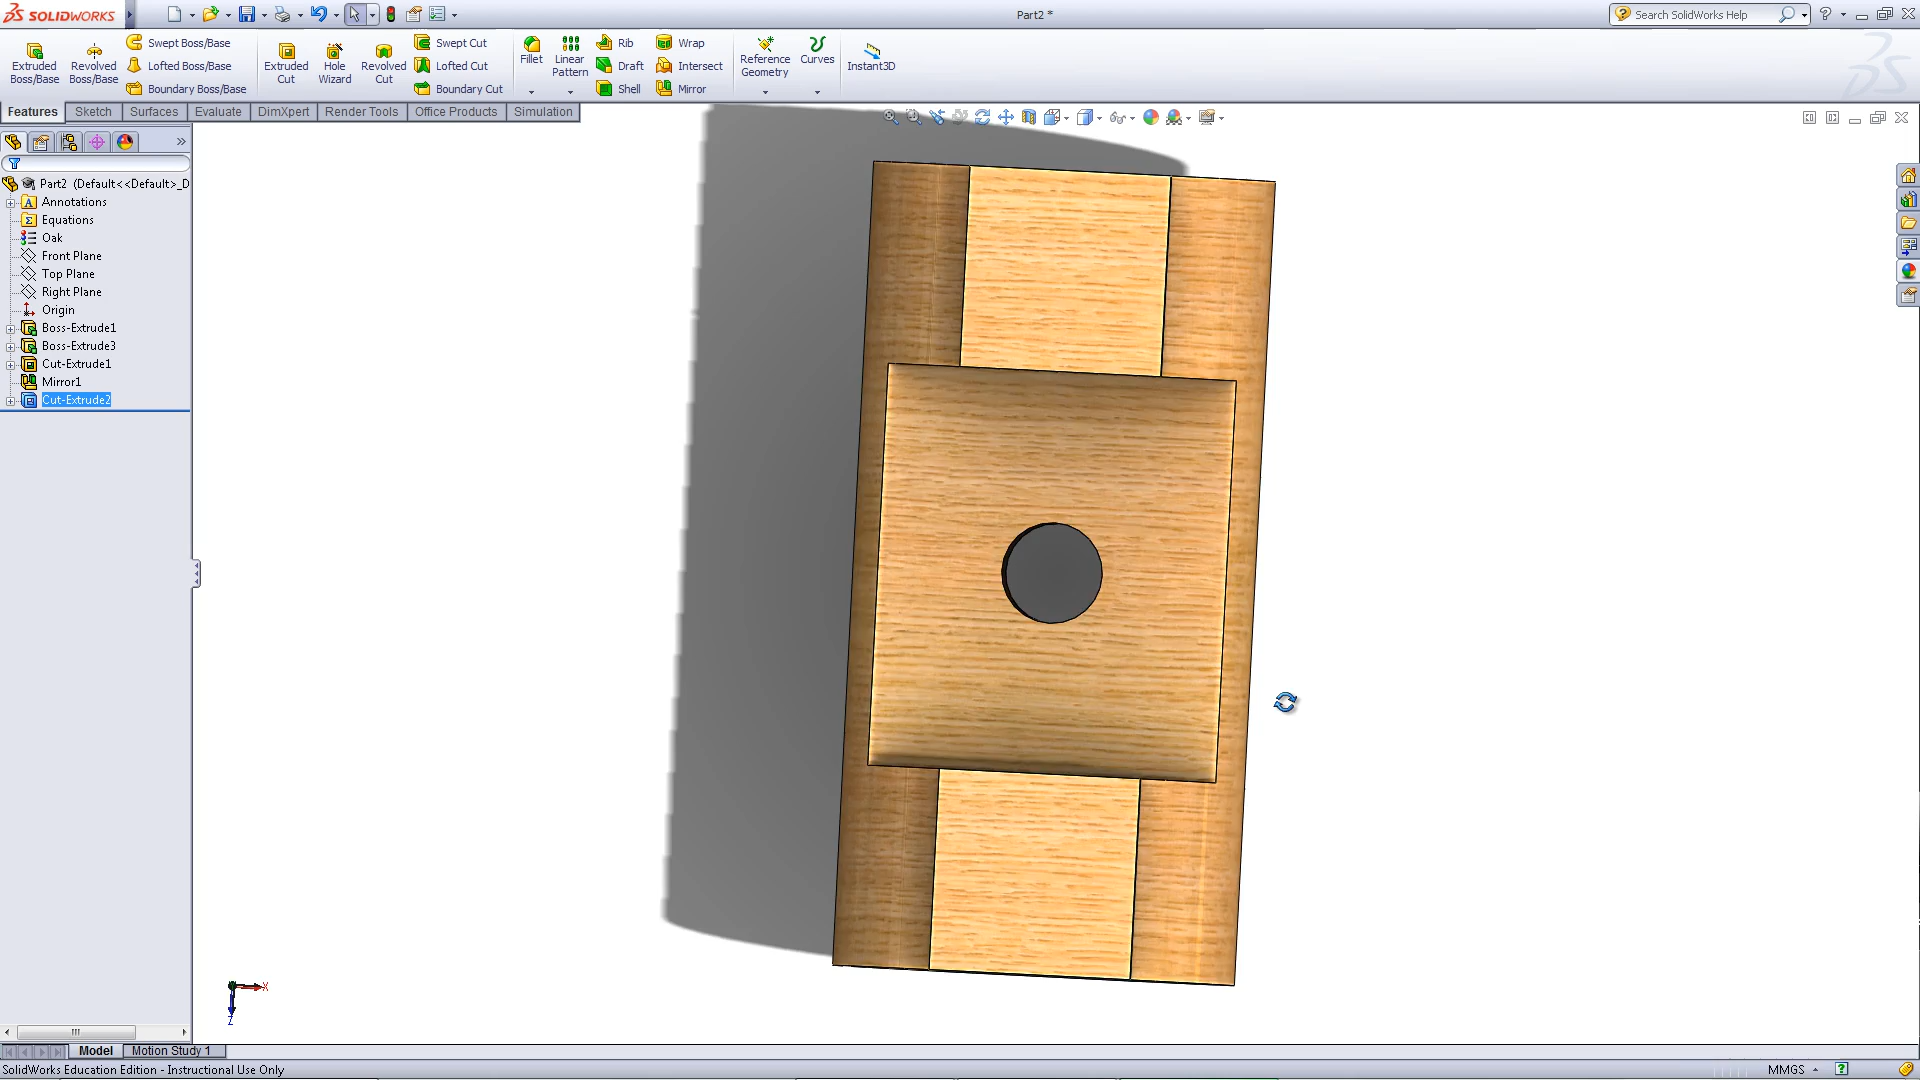 SOLIDWORKS
Part2 *
Search SolidWorks Help
Extruded Boss/Base
Revolved Boss/Base
Swept Boss/Base
Lofted Boss/Base
Boundary Boss/Base
Extruded Cut
Hole Wizard
Revolved Cut
Swept Cut
Lofted Cut
Boundary Cut
Fillet
Linear Pattern
Rib
Draft
Shell
Wrap
Intersect
Mirror
Reference Geometry
Curves
Instant3D
Features
Sketch
Surfaces
Evaluate
DimXpert
Render Tools
Office Products
Simulation
Part2 (Default<<Default>_D
Annotations
Equations
Oak
Front Plane
Top Plane
Right Plane
Origin
Boss-Extrude1
Boss-Extrude3
Cut-Extrude1
Mirror1
Cut-Extrude2
X
Z
Model
Motion Study 1
SolidWorks Education Edition - Instructional Use Only
MMGS